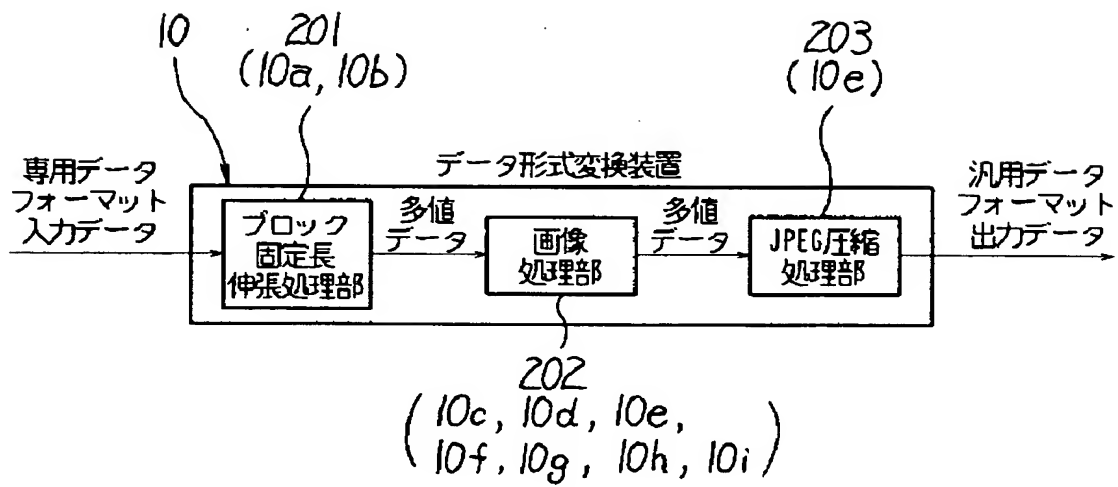 10
201
(10a, 10b)
203
(10e)
データ形式変換装置
専用データ
フォーマット
入力データ
ブロック
固定長
伸張処理部
多値
データ
画像
処理部
多値
データ
JPEG圧縮
処理部
汎用データ
フォーマット
出力データ
202
(10c, 10d, 10e,
10f, 10g, 10h, 10i)